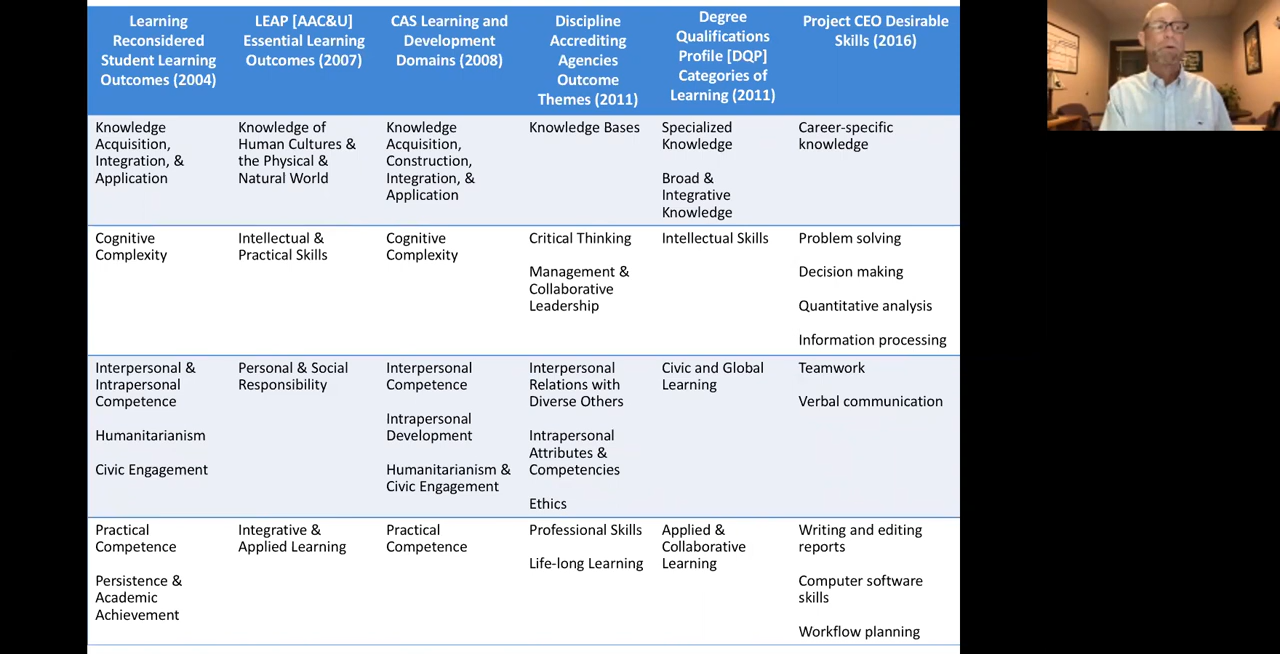 Learning
Reconsidered
Student Learning
Outcomes (2004)
LEAP [AAC&U]
Essential Learning
Outcomes (2007)
CAS Learning and
Development
Domains (2008)
Discipline
Accrediting
Agencies
Outcome
Themes (2011)
Degree
Qualifications
Profile [DQP]
Categories of
Learning (2011)
Project CEO Desirable
Skills (2016)
Knowledge
Acquisition,
Integration, &
Application
Knowledge of
Human Cultures &
the Physical &
Natural World
Knowledge
Acquisition,
Construction,
Integration, &
Application
Knowledge Bases
Specialized
Knowledge
Broad &
Integrative
Knowledge
Career-specific
knowledge
Cognitive
Complexity
Intellectual &
Practical Skills
Cognitive
Complexity
Critical Thinking
Management &
Collaborative
Leadership
Intellectual Skills
Problem solving
Decision making
Quantitative analysis
Information processing
Interpersonal &
Intrapersonal
Competence
Humanitarianism
Civic Engagement
Personal & Social
Responsibility
Interpersonal
Competence
Intrapersonal
Development
Humanitarianism &
Civic Engagement
Interpersonal
Relations with
Diverse Others
Intrapersonal
Attributes &
Competencies
Ethics
Civic and Global
Learning
Teamwork
Verbal communication
Practical
Competence
Persistence &
Academic
Achievement
Integrative &
Applied Learning
Practical
Competence
Professional Skills
Life-long Learning
Applied &
Collaborative
Learning
Writing and editing
reports
Computer software
skills
Workflow planning